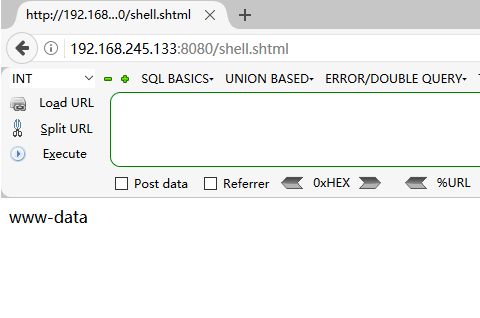 http://192.168...0/shell.shtml
192.168.245.133:8080/shell.shtml
INT SQL BASICS UNION BASED ERROR/DOUBLE QUERY
Load URL
Split URL
Execute
Post data Referrer 0xHEX %URL
www-data